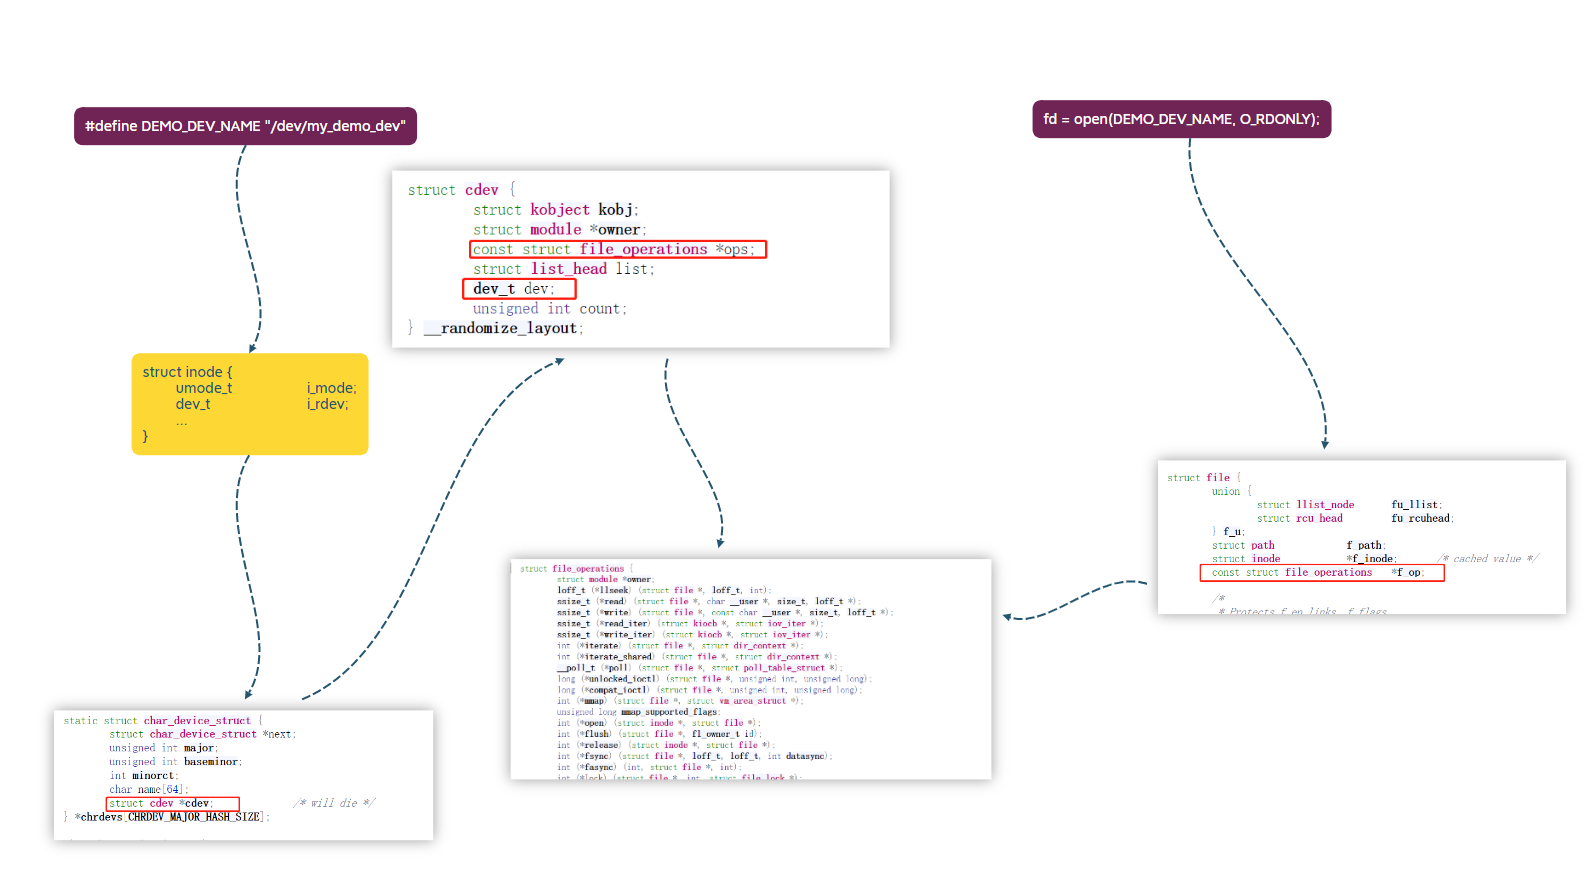 #define DEMO_DEV_NAME "/dev/my_demo_dev"
fd = open(DEMO_DEV_NAME, O_RDONLY);
struct cdev {
struct kobject kobj;
struct module *owner;
const struct file_operations *ops;
struct list_head list;
dev_t dev;
unsigned int count;
} __randomize_layout;
struct inode {
umode_t i_mode;
dev_t i_rdev;
...
}
struct file {
union {
struct llist_node fu_llist;
struct rcu_head fu_rcuhead;
} f_u;
struct path f_path;
struct inode *f_inode; /* cached value */
const struct file_operations *f_op;
/*
* Protects f_ep_links, f_flags
struct file_operations {
struct module *owner;
loff_t (*llseek) (struct file *, loff_t, int);
ssize_t (*read) (struct file *, char __user *, size_t, loff_t *);
ssize_t (*write) (struct file *, const char __user *, size_t, loff_t *);
ssize_t (*read_iter) (struct kiocb *, struct iov_iter *);
ssize_t (*write_iter) (struct kiocb *, struct iov_iter *);
int (*iterate) (struct file *, struct dir_context *);
int (*iterate_shared) (struct file *, struct dir_context *);
__poll_t (*poll) (struct file *, struct poll_table_struct *);
long (*unlocked_ioctl) (struct file *, unsigned int, unsigned long);
long (*compat_ioctl) (struct file *, unsigned int, unsigned long);
int (*mmap) (struct file *, struct vm_area_struct *);
unsigned long mmap_supported_flags;
int (*open) (struct inode *, struct file *);
int (*flush) (struct file *, fl_owner_t id);
int (*release) (struct inode *, struct file *);
int (*fsync) (struct file *, loff_t, loff_t, int datasync);
int (*fasync) (int, struct file *, int);
int (*lock) (struct file *, int, struct file_lock *);
static struct char_device_struct {
struct char_device_struct *next;
unsigned int major;
unsigned int baseminor;
int minorct;
char name[64];
struct cdev *cdev; /* will die */
} *chrdevs[CHRDEV_MAJOR_HASH_SIZE];